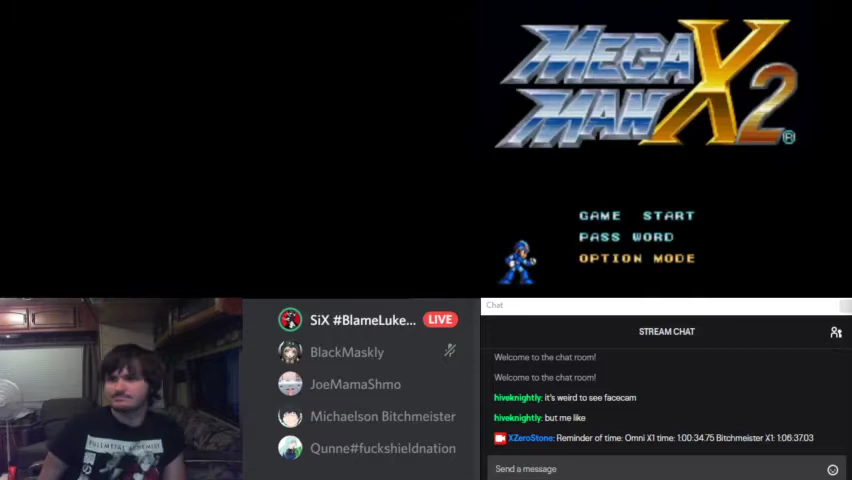 MEGA
MAN X2
®
GAME START
PASS WORD
OPTION MODE
SiX #BlameLuke... LIVE
BlackMaskly
JoeMamaShmo
Michaelson Bitchmeister
Qunne#fuckshieldnation
FULLMETAL ALCHEMIST
Chat
STREAM CHAT
Welcome to the chat room!
Welcome to the chat room!
hiveknightly: it's weird to see facecam
hiveknightly: but me like
XZeroStone: Reminder of time: Omni X1 time: 1:00:34.75 Bitchmeister X1: 1:06:37.03
Send a message